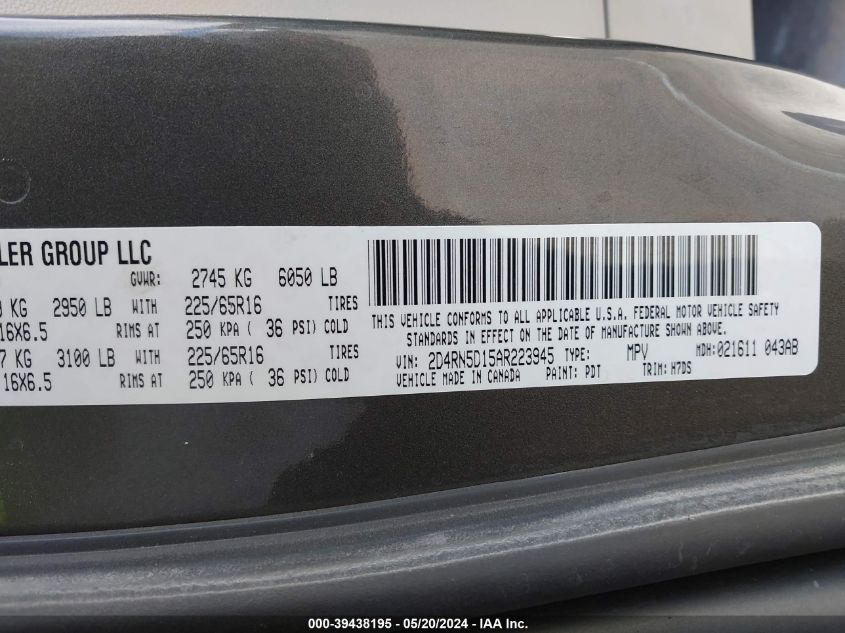 LER GROUP LLC
GVWR: 2745 KG 6050 LB
KG 2950 LB WITH 225/65R16 TIRES
16X6.5 RIMS AT 250 KPA ( 36 PSI) COLD
7 KG 3100 LB WITH 225/65R16 TIRES
16X6.5 RIMS AT 250 KPA ( 36 PSI) COLD
THIS VEHICLE CONFORMS TO ALL APPLICABLE U.S.A. FEDERAL MOTOR VEHICLE SAFETY
STANDARDS IN EFFECT ON THE DATE OF MANUFACTURE SHOWN ABOVE.
VIN: 2D4RN5D15AR223945 TYPE: MPV MDH:021611 043AB
VEHICLE MADE IN CANADA PAINT: PDT TRIM: H7DS
000-39438195 - 05/20/2024 - IAA Inc.